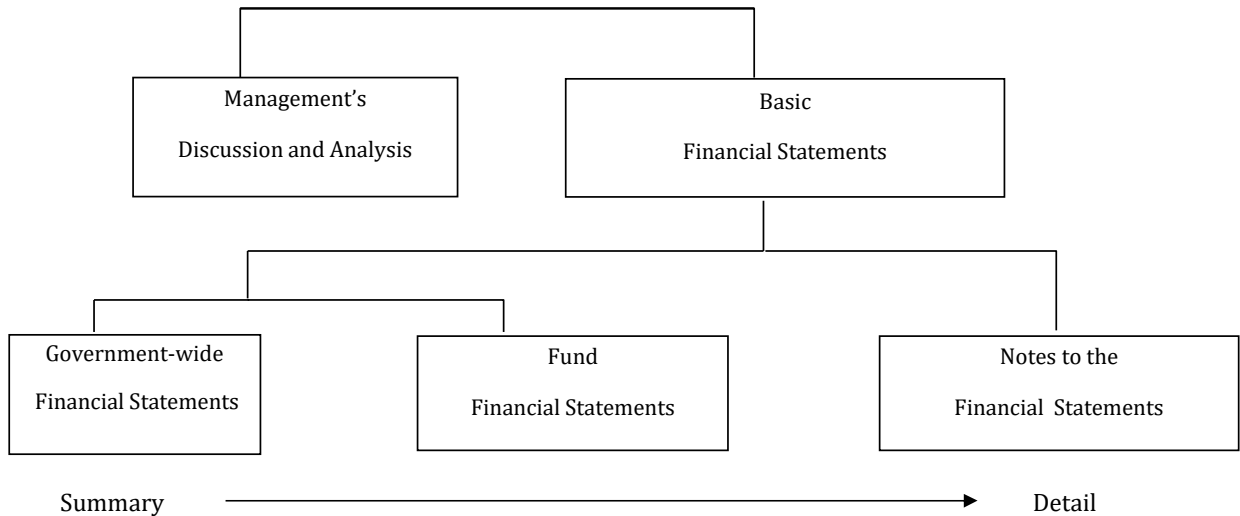 Management’s
Discussion and Analysis
Basic
Financial Statements
Government-wide
Financial Statements
Fund
Financial Statements
Notes to the
Financial Statements
Summary
Detail